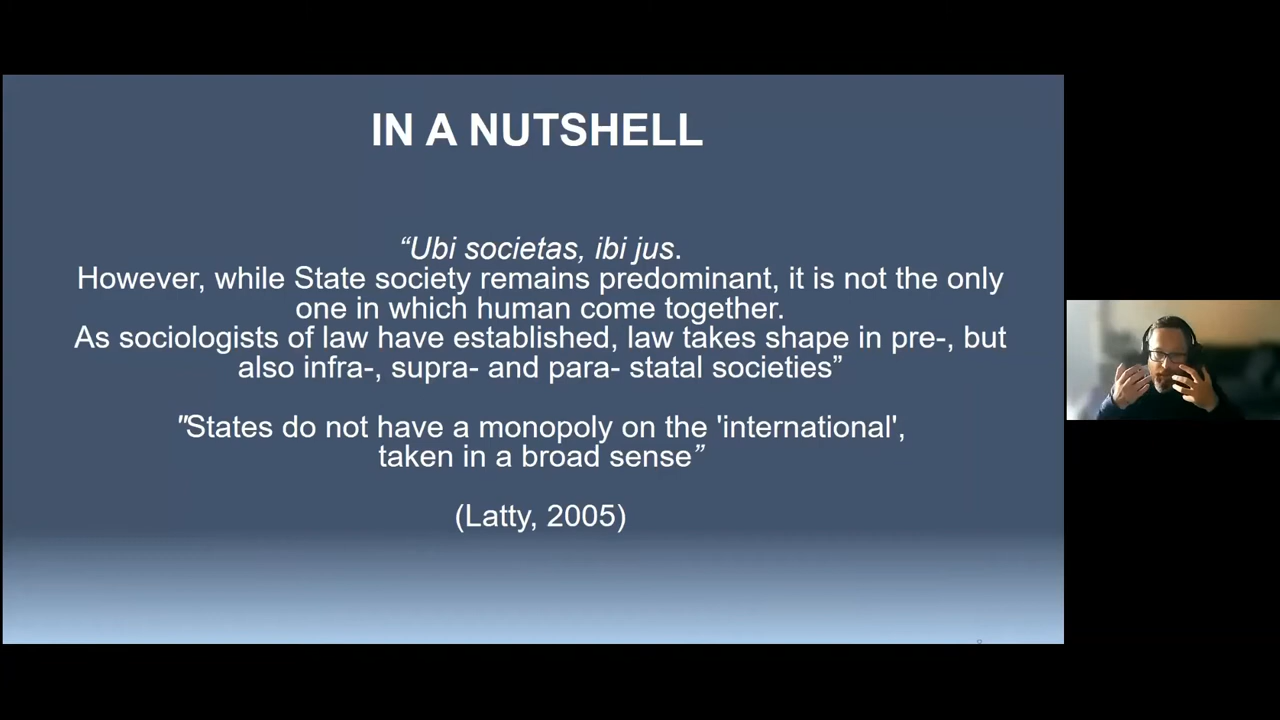 IN A NUTSHELL
“Ubi societas, ibi jus.
However, while State society remains predominant, it is not the only
one in which human come together.
As sociologists of law have established, law takes shape in pre-, but
also infra-, supra- and para- statal societies”
"States do not have a monopoly on the 'international',
taken in a broad sense”
(Latty, 2005)